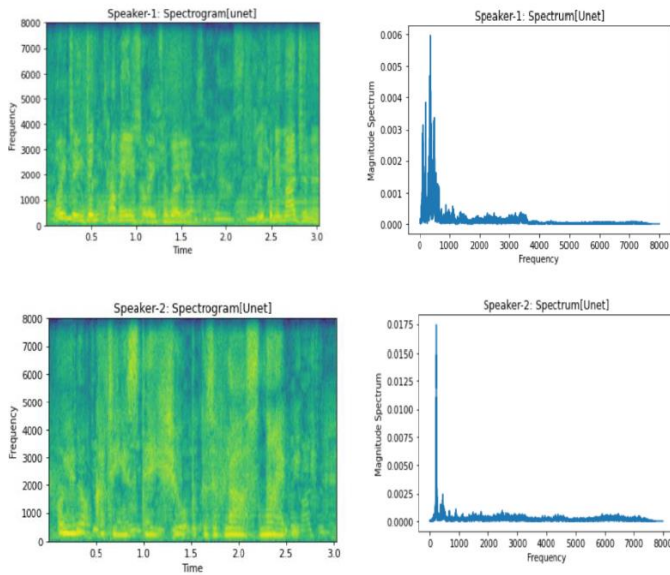 Speaker-1: Spectrogram[unet]
8000
7000
6000
5000
4000
3000
2000
1000
0
Frequency
0.5 1.0 1.5 2.0 2.5 3.0
Time
Speaker-1: Spectrum[Unet]
0.006
0.005
0.004
0.003
0.002
0.001
0.000
Magnitude Spectrum
0 1000 2000 3000 4000 5000 6000 7000 8000
Frequency
Speaker-2: Spectrogram[Unet]
8000
7000
6000
5000
4000
3000
2000
1000
0
Frequency
0.5 1.0 1.5 2.0 2.5 3.0
Time
Speaker-2: Spectrum[Unet]
0.0175
0.0150
0.0125
0.0100
0.0075
0.0050
0.0025
0.0000
Magnitude Spectrum
0 1000 2000 3000 4000 5000 6000 7000 8000
Frequency